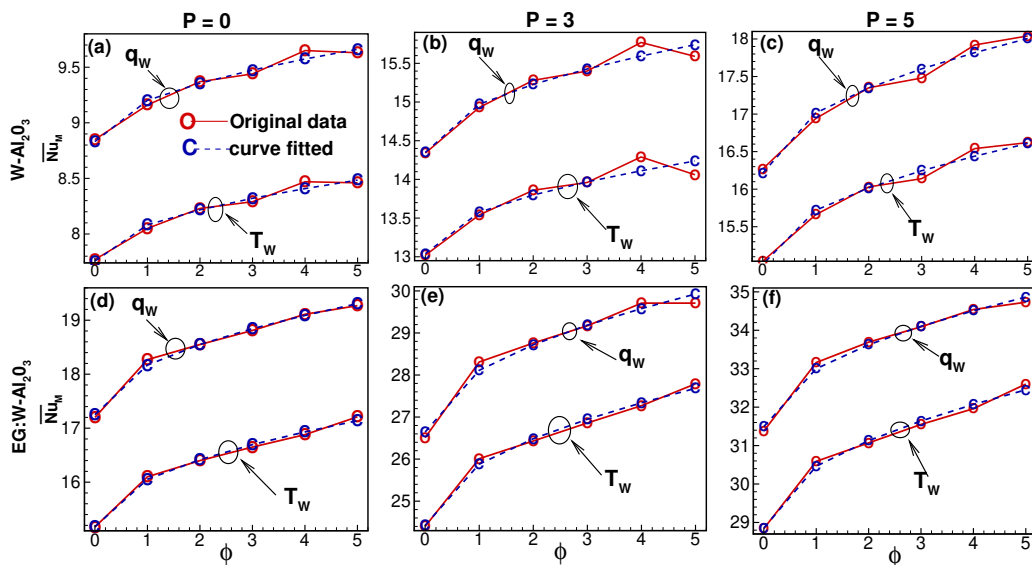 P = 0
P = 3
P = 5
W-Al₂0₃
Nu_M
(a)
q_W
Original data
curve fitted
T_W
9.5
9
8.5
8
0 1 2 3 4 5
(b)
q_W
T_W
15.5
15
14.5
14
13.5
13
0 1 2 3 4 5
(c)
q_W
T_W
18
17.5
17
16.5
16
15.5
0 1 2 3 4 5
EG:W-Al₂0₃
Nu_M
(d)
q_W
T_W
19
18
17
16
0 1 2 3 4 5
ϕ
(e)
q_W
T_W
30
29
28
27
26
25
0 1 2 3 4 5
ϕ
(f)
q_W
T_W
35
34
33
32
31
30
29
0 1 2 3 4 5
ϕ